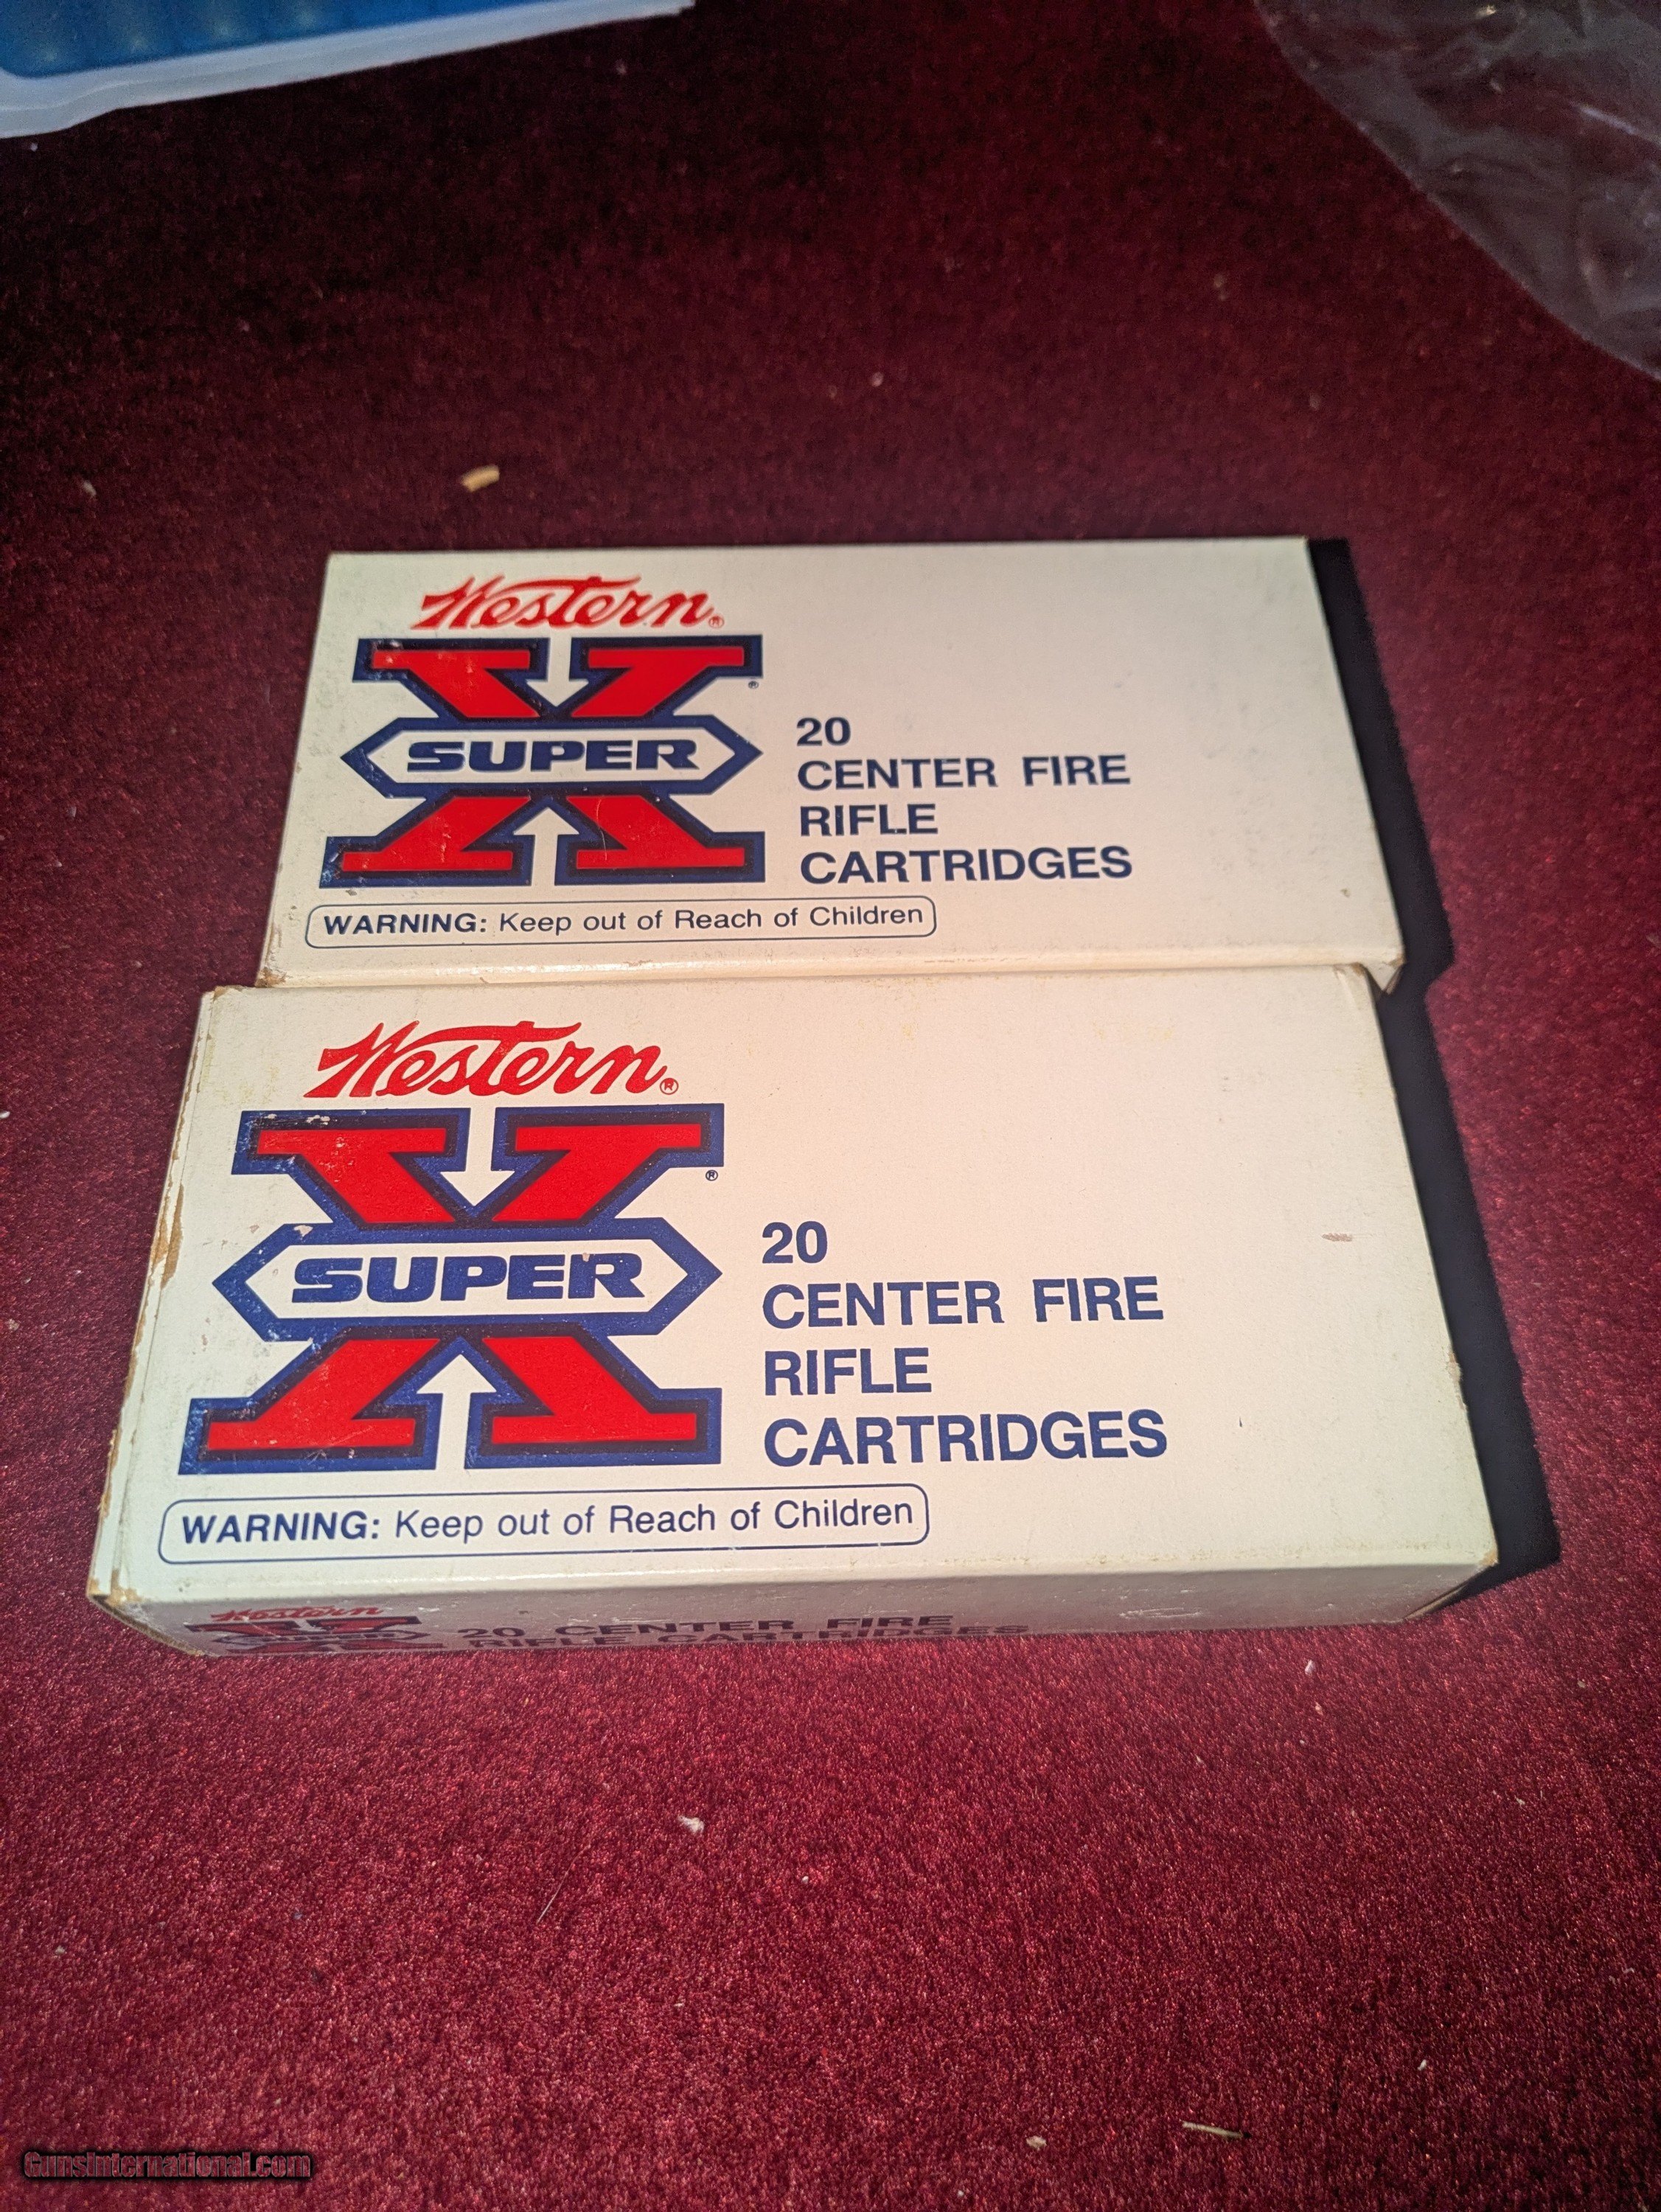 Western®
X®
SUPER
20
CENTER FIRE
RIFLE
CARTRIDGES
WARNING: Keep out of Reach of Children
Western®
X®
SUPER
20
CENTER FIRE
RIFLE
CARTRIDGES
WARNING: Keep out of Reach of Children
Western
20 CENTER FIRE
RIFLE CARTRIDGES
GunsInternational.com